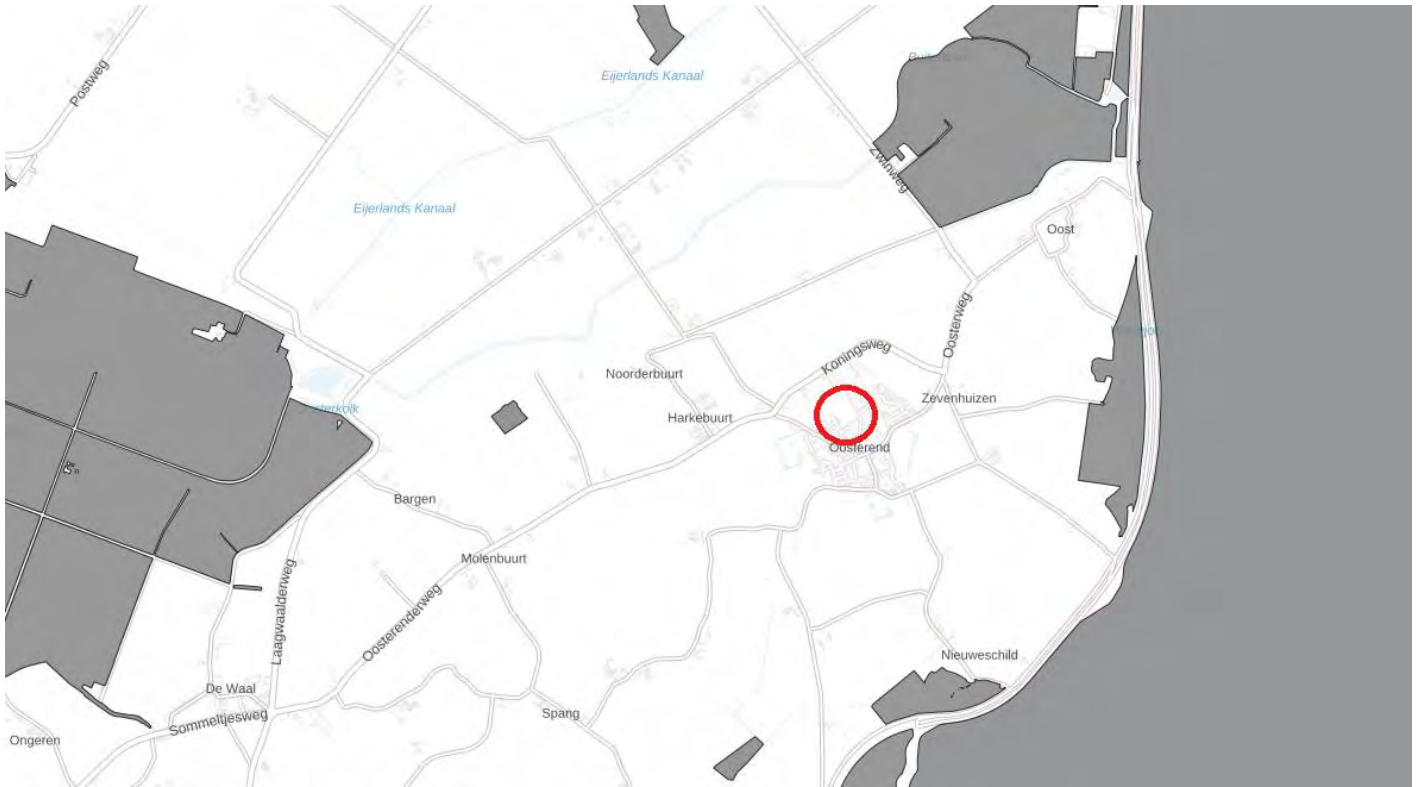 Postweg
Eijerlands Kanaal
Zwinweg
Eijerlands Kanaal
Oost
Oosterweg
Koningsweg
Noorderbuurt
Zevenhuizen
Harkebuurt
Oosterend
Bargen
Molenbuurt
Laagwaalderweg
Oosterenderweg
Nieuweschild
De Waal
Spang
Sommeltjesweg
Ongeren